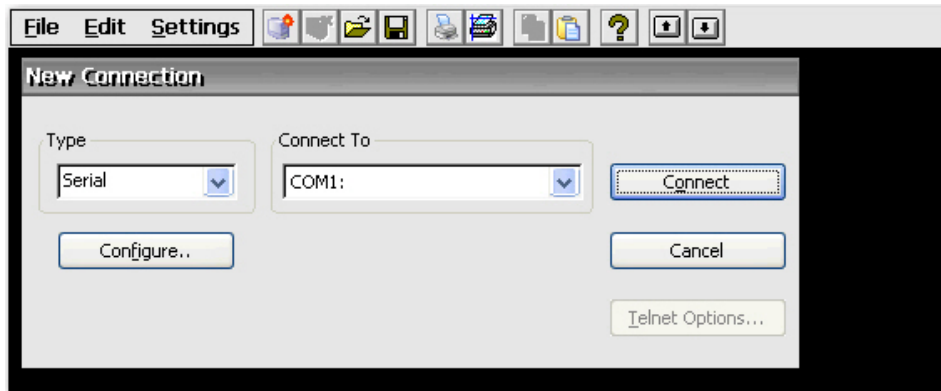 File Edit Settings
New Connection
Type
Connect To
Serial
COM1:
Connect
Configure..
Cancel
Telnet Options...